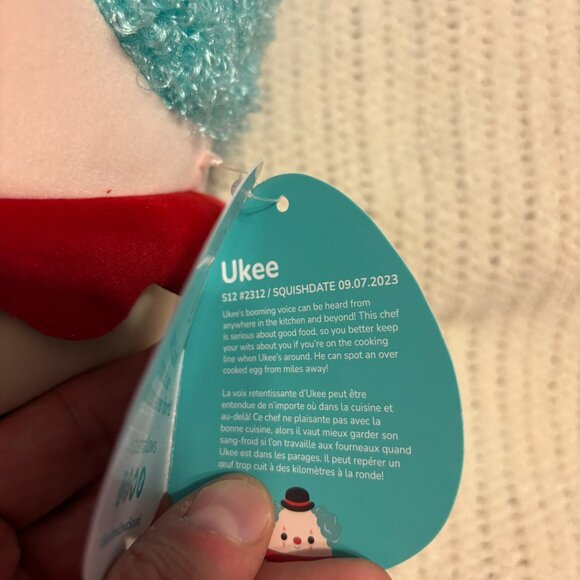 Ukee
S12 #2312 / SQUISHDATE 09.07.2023
Ukee's booming voice can be heard from
anywhere in the kitchen and beyond! This chef
is serious about good food, so you better keep
your wits about you if you're on the cooking
line when Ukee's around. He can spot an over
cooked egg from miles away!
La voix retentissante d'Ukee peut être
entendue de n'importe où dans la cuisine et
au-delà! Ce chef ne plaisante pas avec la
bonne cuisine, alors il vaut mieux garder son
sang-froid si l'on travaille aux fourneaux quand
Ukee est dans les parages. Il peut repérer un
œuf trop cuit à des kilomètres à la ronde!